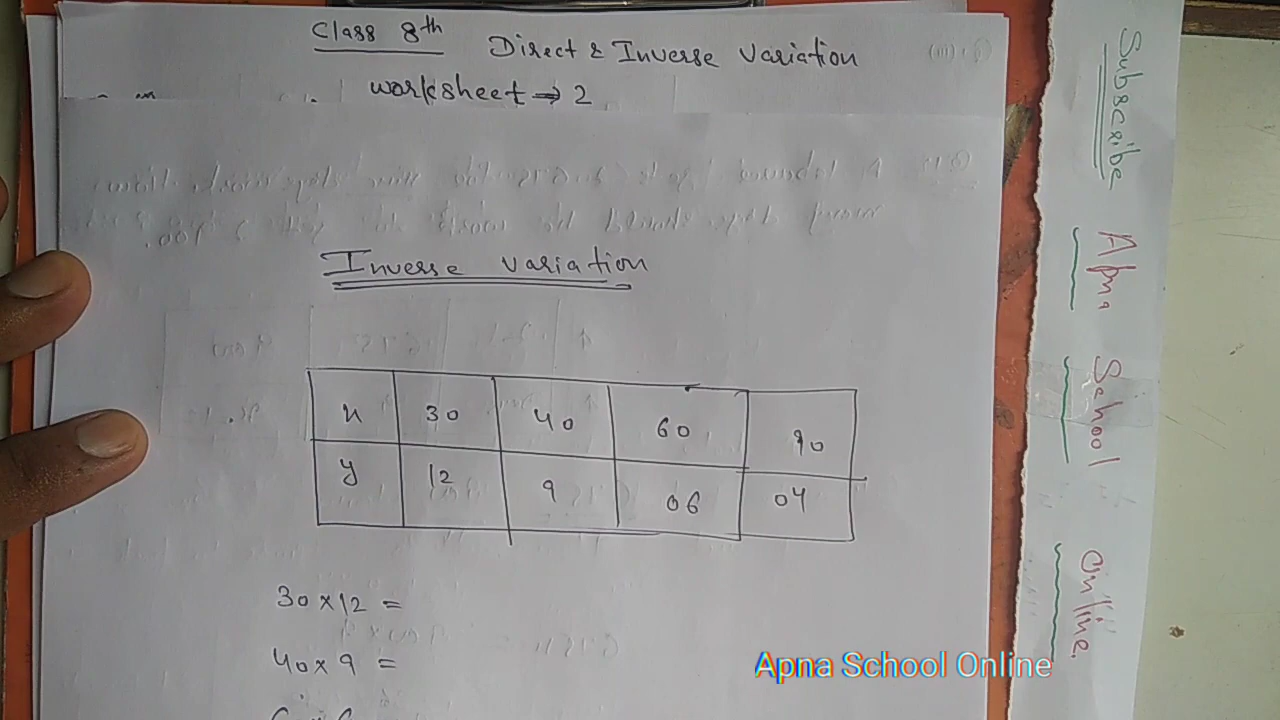 Class 8th Direct & Inverse Variation
worksheet → 2
Inverse variation
x 30 40 60 90
y 12 9 06 04
30 × 12 =
40 × 9 =
Subscribe Apna School Online.
Apna School Online